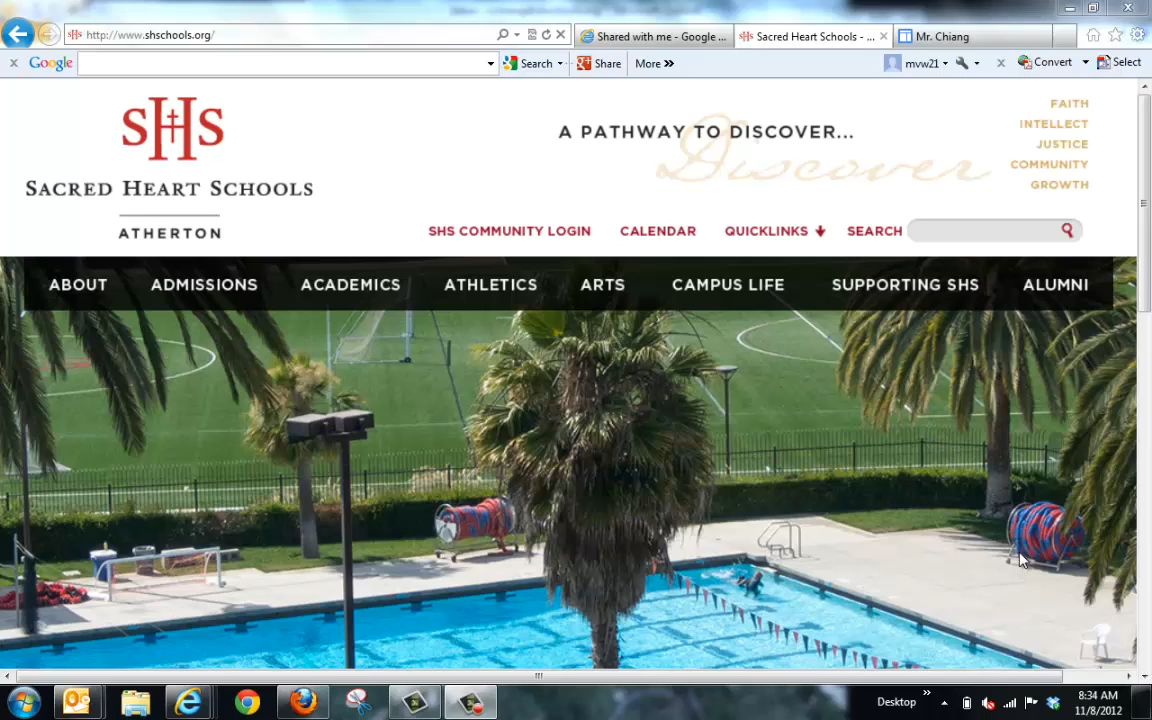 http://www.shschools.org/
Shared with me - Google ...
Sacred Heart Schools - ...
Mr. Chiang
x Google
Search
Share
More »
mvw21
x
Convert
Select
SHS
SACRED HEART SCHOOLS
ATHERTON
A PATHWAY TO DISCOVER...
Discover
FAITH
INTELLECT
JUSTICE
COMMUNITY
GROWTH
SHS COMMUNITY LOGIN
CALENDAR
QUICKLINKS
SEARCH
ABOUT
ADMISSIONS
ACADEMICS
ATHLETICS
ARTS
CAMPUS LIFE
SUPPORTING SHS
ALUMNI
Desktop
8:34 AM
11/8/2012